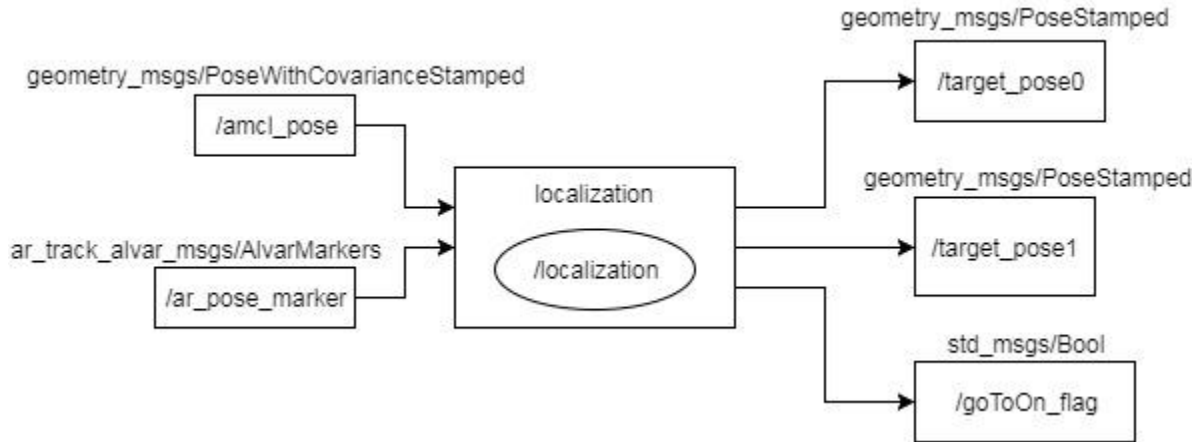 geometry_msgs/PoseStamped
/target_pose0
geometry_msgs/PoseWithCovarianceStamped
/amcl_pose
geometry_msgs/PoseStamped
/target_pose1
localization
/localization
ar_track_alvar_msgs/AlvarMarkers
/ar_pose_marker
std_msgs/Bool
/goToOn_flag